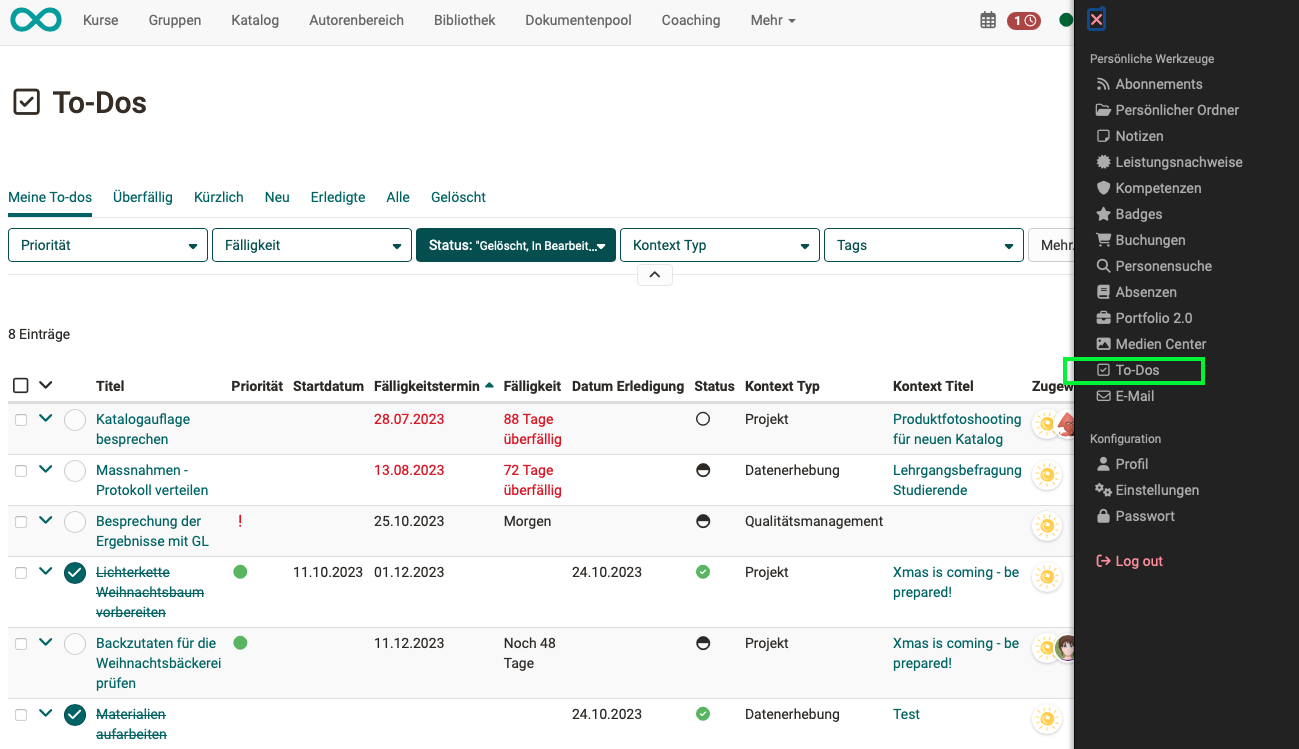 Kurse Gruppen Katalog Autorenbereich Bibliothek Dokumentenpool Coaching Mehr 1
To-Dos
Meine To-dos Überfällig Kürzlich Neu Erledigte Alle Gelöscht
Priorität Fälligkeit Status: "Gelöscht, In Bearbeit... Kontext Typ Tags Mehr.
8 Einträge
Titel Priorität Startdatum Fälligkeitstermin Fälligkeit Datum Erledigung Status Kontext Typ Kontext Titel Zugew
Katalogauflage 28.07.2023 88 Tage Projekt Produktfotoshooting
besprechen überfällig für neuen Katalog
Massnahmen - 13.08.2023 72 Tage Datenerhebung Lehrgangsbefragung
Protokoll verteilen überfällig Studierende
Besprechung der ! 25.10.2023 Morgen Qualitätsmanagement
Ergebnisse mit GL
Lichterkette 11.10.2023 01.12.2023 24.10.2023 Projekt Xmas is coming - be
Weihnachtsbaum prepared!
vorbereiten
Backzutaten für die 11.12.2023 Noch 48 Projekt Xmas is coming - be
Weihnachtsbäckerei Tage prepared!
prüfen
Materialien 24.10.2023 Datenerhebung Test
aufarbeiten
Persönliche Werkzeuge
Abonnements
Persönlicher Ordner
Notizen
Leistungsnachweise
Kompetenzen
Badges
Buchungen
Personensuche
Absenzen
Portfolio 2.0
Medien Center
To-Dos
E-Mail
Konfiguration
Profil
Einstellungen
Passwort
Log out